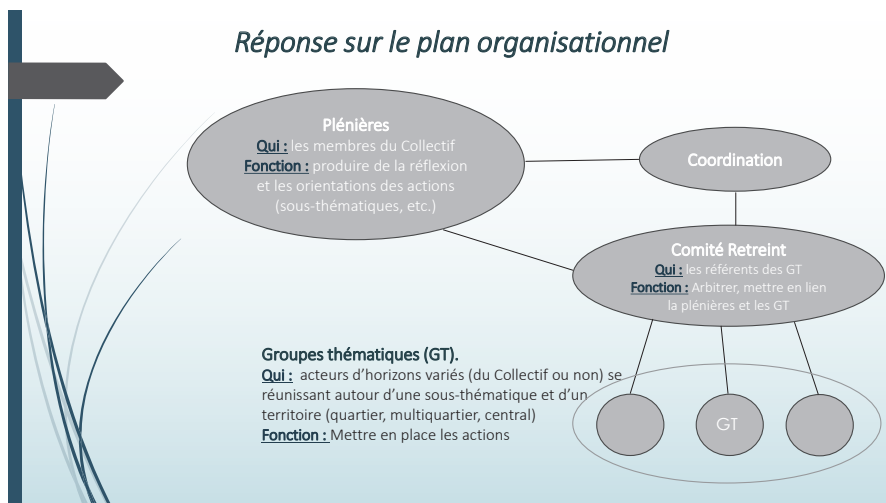 Réponse sur le plan organisationnel
Plénières
Qui : les membres du Collectif
Fonction : produire de la réflexion
et les orientations des actions
(sous-thématiques, etc.)
Coordination
Comité Retreint
Qui : les référents des GT
Fonction : Arbitrer, mettre en lien
la plénières et les GT
Groupes thématiques (GT).
Qui :  acteurs d’horizons variés (du Collectif ou non) se
réunissant autour d’une sous-thématique et d’un
territoire (quartier, multiquartier, central)
Fonction : Mettre en place les actions
GT